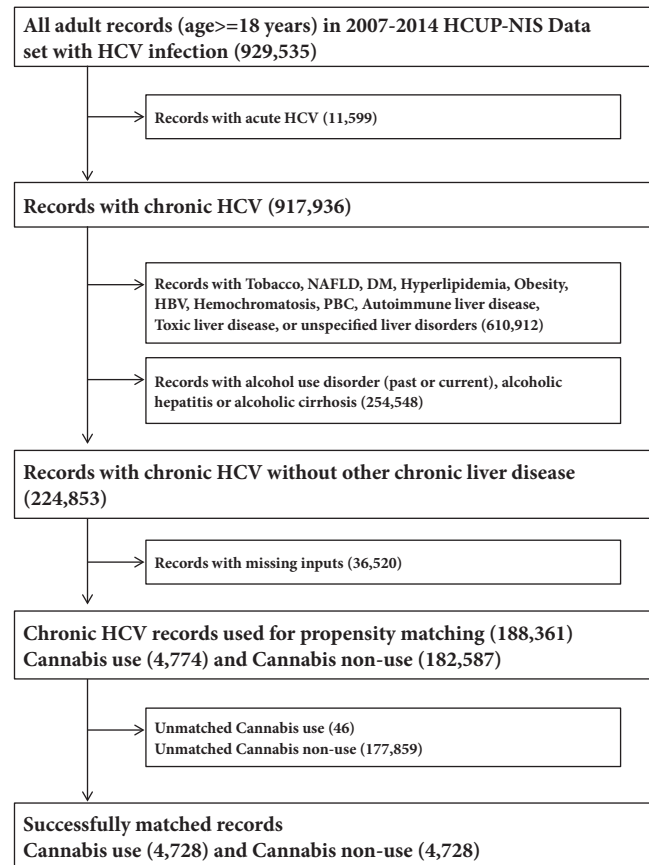 All adult records (age>=18 years) in 2007-2014 HCUP-NIS Data
set with HCV infection (929,535)
Records with acute HCV (11,599)
Records with chronic HCV (917,936)
Records with Tobacco, NAFLD, DM, Hyperlipidemia, Obesity,
HBV, Hemochromatosis, PBC, Autoimmune liver disease,
Toxic liver disease, or unspecified liver disorders (610,912)
Records with alcohol use disorder (past or current), alcoholic
hepatitis or alcoholic cirrhosis (254,548)
Records with chronic HCV without other chronic liver disease
(224,853)
Records with missing inputs (36,520)
Chronic HCV records used for propensity matching (188,361)
Cannabis use (4,774) and Cannabis non-use (182,587)
Unmatched Cannabis use (46)
Unmatched Cannabis non-use (177,859)
Successfully matched records
Cannabis use (4,728) and Cannabis non-use (4,728)